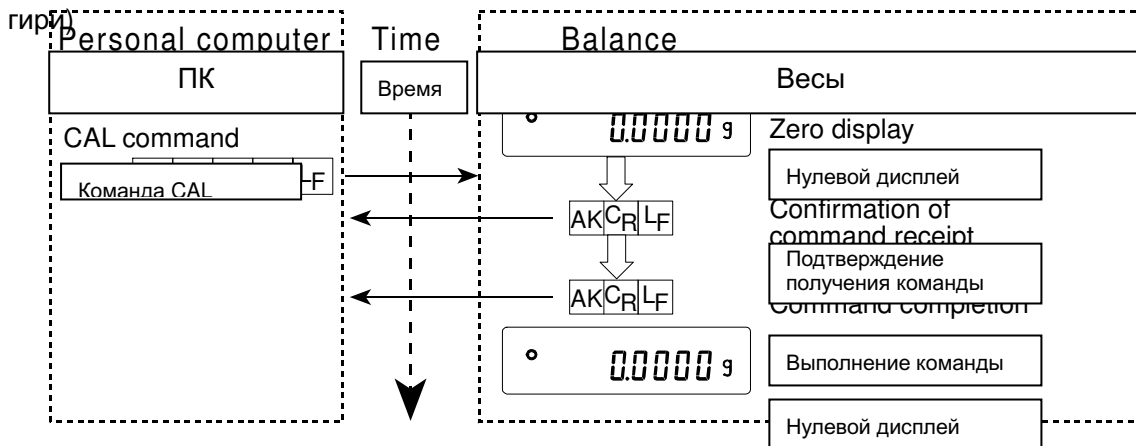 гири)
Personal computer
Time
Balance
ПК
Время
Весы
CAL command
Команда CAL
LF
0.0000 g
Zero display
Нулевой дисплей
AK CR LF
Confirmation of
command receipt
Подтверждение
получения команды
AK CR LF
Command completion
0.0000 g
Выполнение команды
Нулевой дисплей